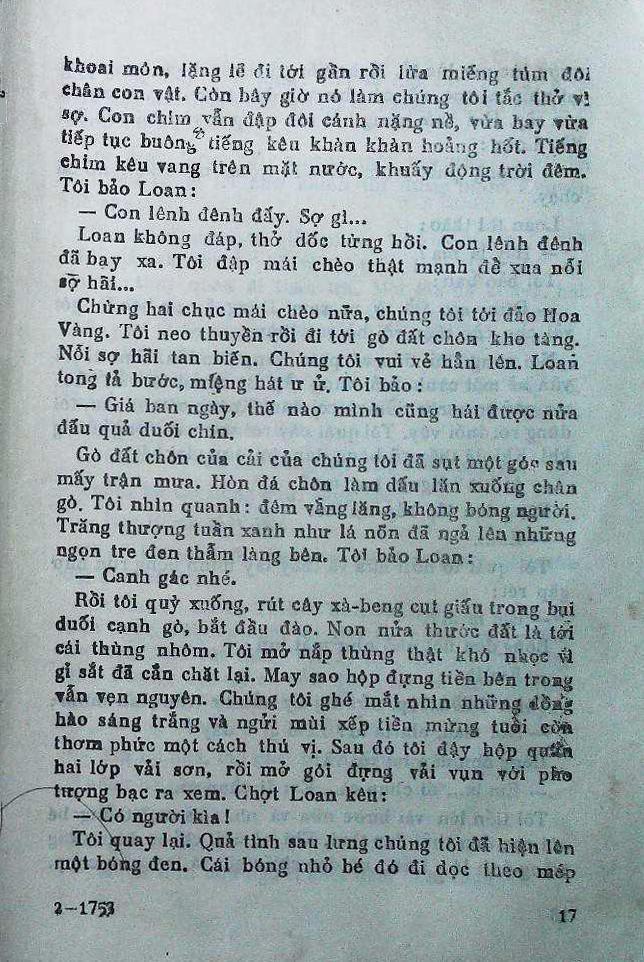 khoai môn, lặng lẽ đi tới gần rồi lừa miếng túm đôi
chân con vật. Còn bây giờ nó làm chúng tôi tắc thở vì
sợ. Con chim vẫn đập đôi cánh nặng nề, vừa bay vừa
tiếp tục buông tiếng kêu khàn khàn hoảng hốt. Tiếng
chim kêu vang trên mặt nước, khuấy động trời đêm.
Tôi bảo Loan:
— Con lênh đênh đấy. Sợ gì...
Loan không đáp, thở dốc từng hồi. Con lênh đênh
đã bay xa. Tôi đập mái chèo thật mạnh để xua nỗi
sợ hãi...
Chừng hai chục mái chèo nữa, chúng tôi tới đảo Hoa
Vàng. Tôi neo thuyền rồi đi tới gò đất chôn kho tàng.
Nỗi sợ hãi tan biến. Chúng tôi vui vẻ hẳn lên. Loan
tong tả bước, miệng hát ư ử. Tôi bảo:
— Giá ban ngày, thế nào mình cũng hái được nửa
đấu quả duối chín.
Gò đất chôn của cải của chúng tôi đã sụt một góc sau
mấy trận mưa. Hòn đá chôn làm dấu lăn xuống chân
gò. Tôi nhìn quanh: đêm vằng lặng, không bóng người.
Trăng thượng tuần xanh như lá nõn đã ngả lên những
ngọn tre đen thẫm làng bên. Tôi bảo Loan:
— Canh gác nhé.
Rồi tôi quỳ xuống, rút cây xà-beng cụt giấu trong bụi
duối cạnh gò, bắt đầu đào. Non nửa thước đất là tới
cái thùng nhôm. Tôi mở nắp thùng thật khó nhọc vì
gỉ sắt đã cắn chặt lại. May sao hộp đựng tiền bên trong
vẫn vẹn nguyên. Chúng tôi ghé mắt nhìn những đồng
hào sáng trắng và ngửi mùi xếp tiền mừng tuổi còn
thơm phức một cách thú vị. Sau đó tôi đậy hộp quấn
hai lớp vải sơn, rồi mở gói đựng vải vụn với pho
tượng bạc ra xem. Chợt Loan kêu:
— Có người kìa!
Tôi quay lại. Quả tình sau lưng chúng tôi đã hiện lên
một bóng đen. Cái bóng nhỏ bé đó đi dọc theo mép
2—1753
17